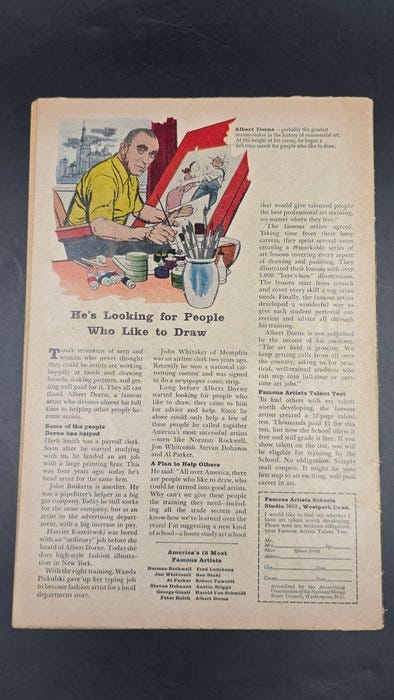 Albert Dorne – probably the greatest
money-maker in the history of commercial art.
At the height of his career, he began a
full-time search for people who like to draw.
He's Looking for People
Who Like to Draw
TODAY HUNDREDS of men and
women who never thought
they could be artists are working
happily at easels and drawing
boards, making pictures, and get-
ting well paid for it. They all can
thank Albert Dorne, a famous
artist who devotes almost his full
time to helping other people be-
come artists.
Some of the people
Dorne has helped
Herb Smith was a payroll clerk.
Soon after he started studying
with us, he landed an art job
with a large printing firm. This
was four years ago; today he's
head artist for the same firm.
John Busketta is another. He
was a pipefitter's helper in a big
gas company. Today he still works
for the same company, but as an
artist in the advertising depart-
ment, with a big increase in pay.
Harriet Kuzniewski was bored
with an "ordinary" job before she
heard of Albert Dorne. Today she
does high-style fashion illustra-
tion in New York.
With the right training, Wanda
Pickulski gave up her typing job
to become fashion artist for a local
department store.
John Whitaker of Memphis
was an airline clerk two years ago.
Recently he won a national car-
tooning contest and was signed
to do a newspaper comic strip.
Long before Albert Dorne
started looking for people who
like to draw, they came to him
for advice and help. Since he
alone could only help a few of
these people he called together
America's most successful artists
—men like Norman Rockwell,
Jon Whitcomb, Stevan Dohanos
and Al Parker.
A Plan to Help Others
He said: "All over America, there
are people who like to draw, who
could be turned into good artists.
Why can't we give these people
the training they need—includ-
ing all the trade secrets and
know-how we've learned over the
years? I'm suggesting a new kind
of school—a home study art school
that would give talented people
the best professional art training,
no matter where they live."
The famous artists agreed.
Taking time from their busy
careers, they spent several years
creating a remarkable series of
art lessons covering every aspect
of drawing and painting. They
illustrated their lessons with over
5,000 "here's-how" illustrations.
The lessons start from scratch
and cover every skill a top artist
needs. Finally, the famous artists
developed a wonderful way to
give each student personal cor-
rection and advice all through
his training.
Albert Dorne is not surprised
by the success of his students.
"The art field is growing. We
keep getting calls from all over
the country, asking us for prac-
tical, well-trained students who
can step into full-time or part-
time art jobs."
Famous Artists Talent Test
To find others with art talent
worth developing, the famous
artists created a 12-page talent
test. Thousands paid $1 for this
test, but now the School offers it
free and will grade it free. If you
show talent on the test, you will
be eligible for training by the
School. No obligation. Simply
mail coupon. It might be your
first step to an exciting, well-paid
career in art.
America's 12 Most
Famous Artists
Norman Rockwell Fred Ludekens
Jon Whitcomb Ben Stahl
Al Parker Robert Fawcett
Stevan Dohanos Austin Briggs
George Giusti Harold Von Schmidt
Peter Helck Albert Dorne
Famous Artists Schools
Studio 5049, Westport, Conn.
I would like to find out whether I
have art talent worth developing.
Please send me, without obligation,
your Famous Artists Talent Test.
Mr.
Mrs.
Miss
(please print)
Address
City Zone
County State
Accredited by the Accrediting
Commission of the National Home
Study Council, Washington, D.C.